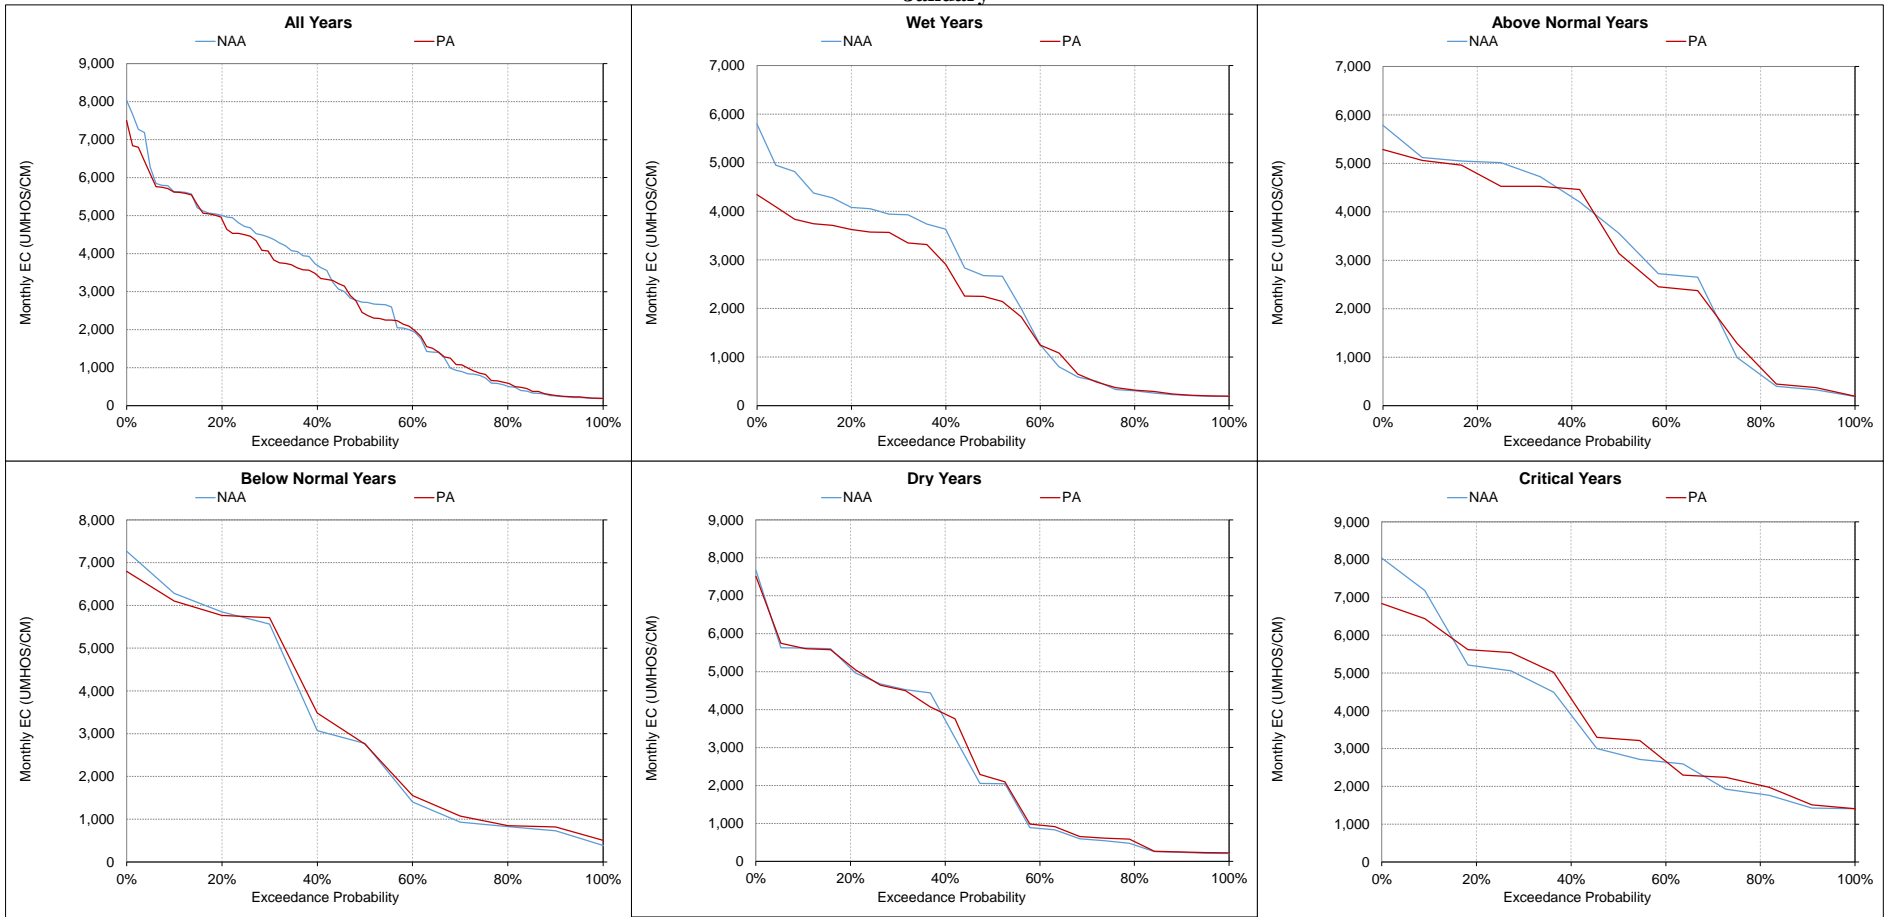 All Years
NAA PA
9,000
8,000
7,000
6,000
5,000
4,000
3,000
2,000
1,000
0
0% 20% 40% 60% 80% 100%
Monthly EC (UMHOS/CM)
Exceedance Probability
Wet Years
NAA PA
7,000
6,000
5,000
4,000
3,000
2,000
1,000
0
0% 20% 40% 60% 80% 100%
Monthly EC (UMHOS/CM)
Exceedance Probability
Above Normal Years
NAA PA
7,000
6,000
5,000
4,000
3,000
2,000
1,000
0
0% 20% 40% 60% 80% 100%
Monthly EC (UMHOS/CM)
Exceedance Probability
Below Normal Years
NAA PA
8,000
7,000
6,000
5,000
4,000
3,000
2,000
1,000
0
0% 20% 40% 60% 80% 100%
Monthly EC (UMHOS/CM)
Exceedance Probability
Dry Years
NAA PA
9,000
8,000
7,000
6,000
5,000
4,000
3,000
2,000
1,000
0
0% 20% 40% 60% 80% 100%
Monthly EC (UMHOS/CM)
Exceedance Probability
Critical Years
NAA PA
9,000
8,000
7,000
6,000
5,000
4,000
3,000
2,000
1,000
0
0% 20% 40% 60% 80% 100%
Monthly EC (UMHOS/CM)
Exceedance Probability